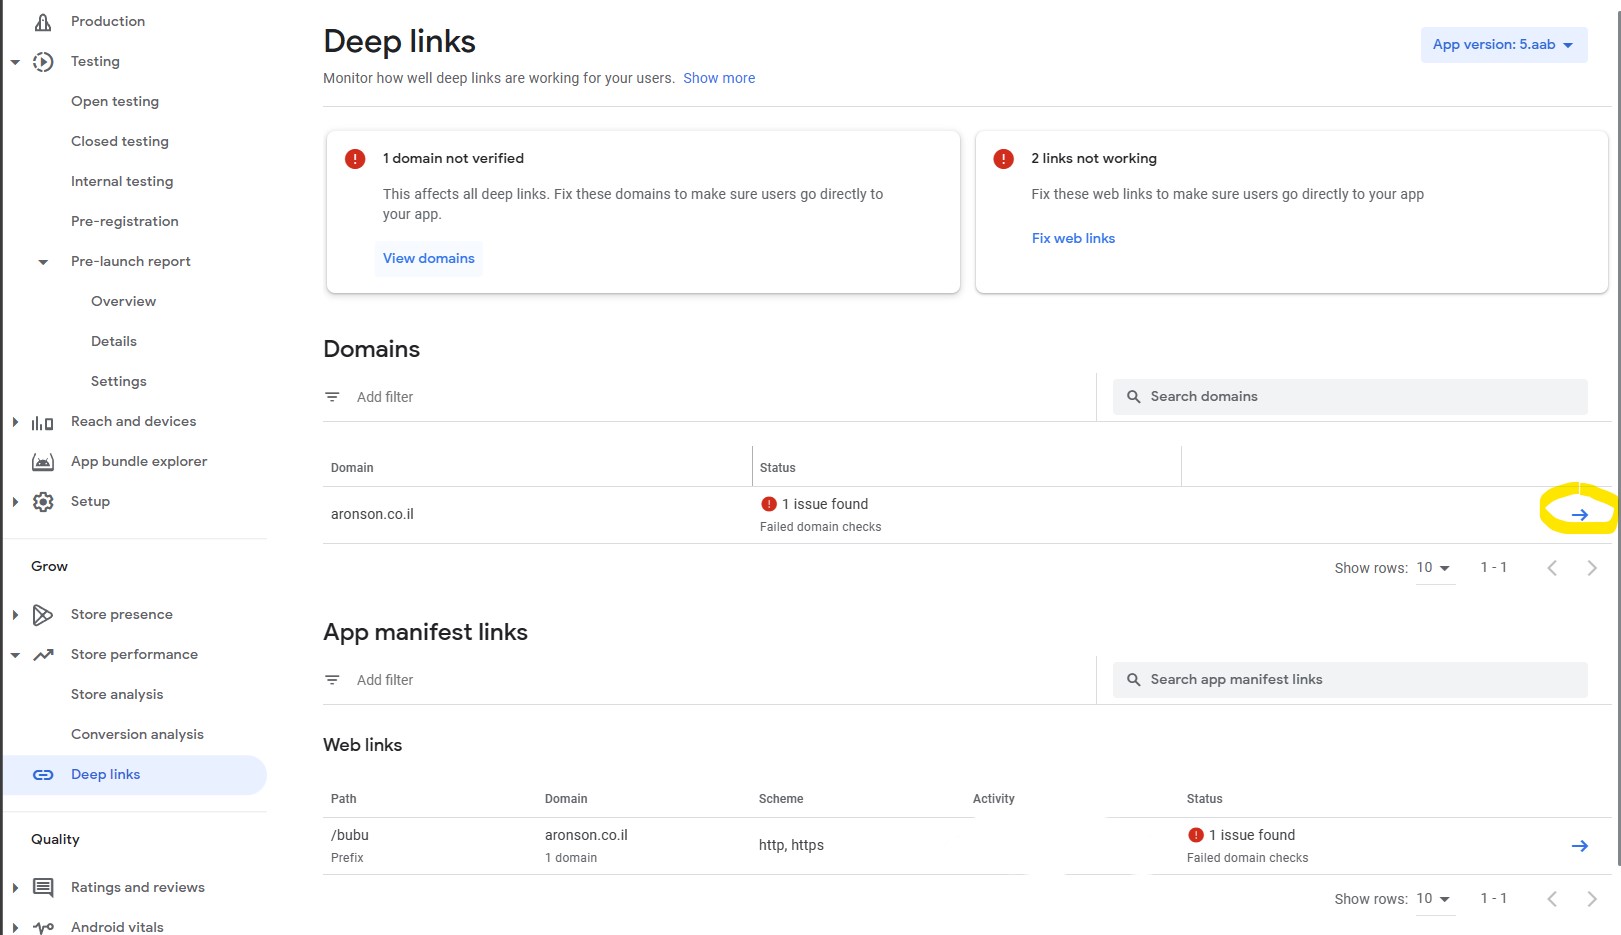 Production
Testing
Open testing
Closed testing
Internal testing
Pre-registration
Pre-launch report
Overview
Details
Settings
Reach and devices
App bundle explorer
Setup
Grow
Store presence
Store performance
Store analysis
Conversion analysis
Deep links
Quality
Ratings and reviews
Android vitals
Deep links
App version: 5.aab
Monitor how well deep links are working for your users. Show more
1 domain not verified
This affects all deep links. Fix these domains to make sure users go directly to
your app.
View domains
2 links not working
Fix these web links to make sure users go directly to your app
Fix web links
Domains
Add filter
Search domains
Domain Status
aronson.co.il
1 issue found
Failed domain checks
Show rows: 10 1 - 1
App manifest links
Add filter
Search app manifest links
Web links
Path Domain Scheme Activity Status
/bubu aronson.co.il http, https 1 issue found
Prefix 1 domain Failed domain checks
Show rows: 10 1 - 1